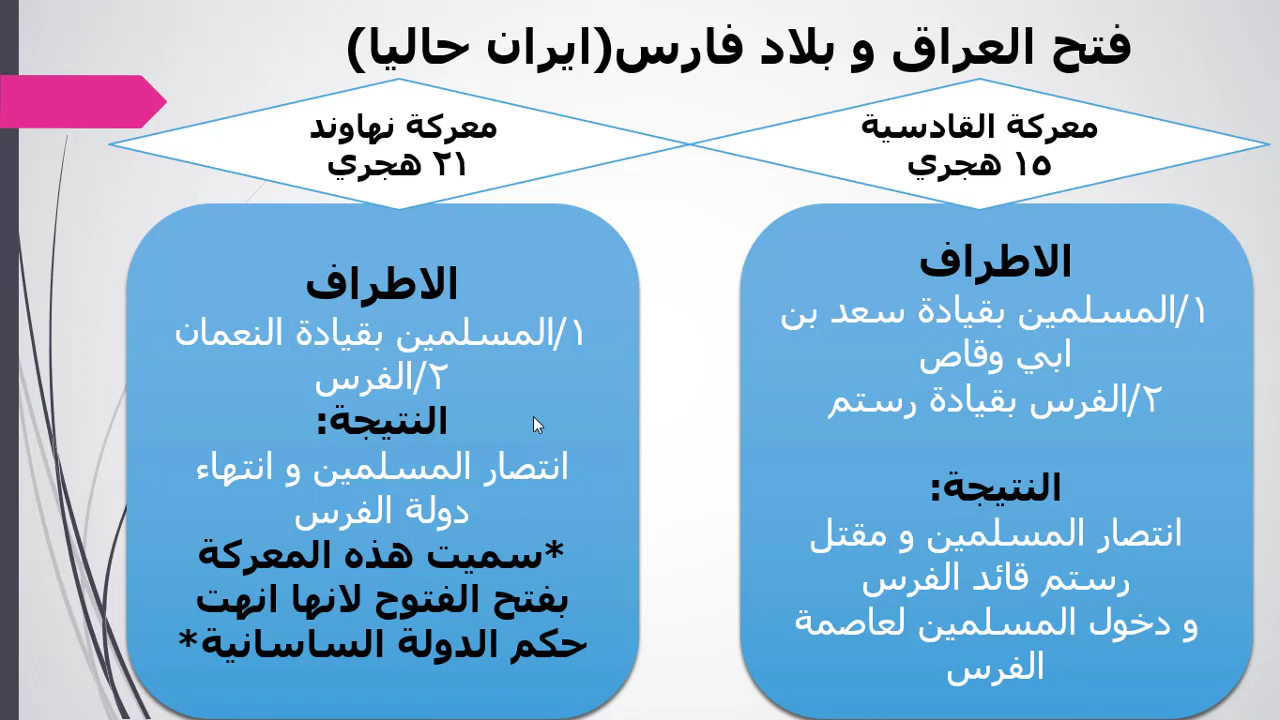 فتح العراق و بلاد فارس(ايران حاليا)
معركة القادسية
١٥ هجري
الاطراف
١/المسلمين بقيادة سعد بن
ابي وقاص
٢/الفرس بقيادة رستم
النتيجة:
انتصار المسلمين و مقتل
رستم قائد الفرس
و دخول المسلمين لعاصمة
الفرس
معركة نهاوند
٢١ هجري
الاطراف
١/المسلمين بقيادة النعمان
٢/الفرس
النتيجة:
انتصار المسلمين و انتهاء
دولة الفرس
*سميت هذه المعركة
بفتح الفتوح لانها انهت
حكم الدولة الساسانية*